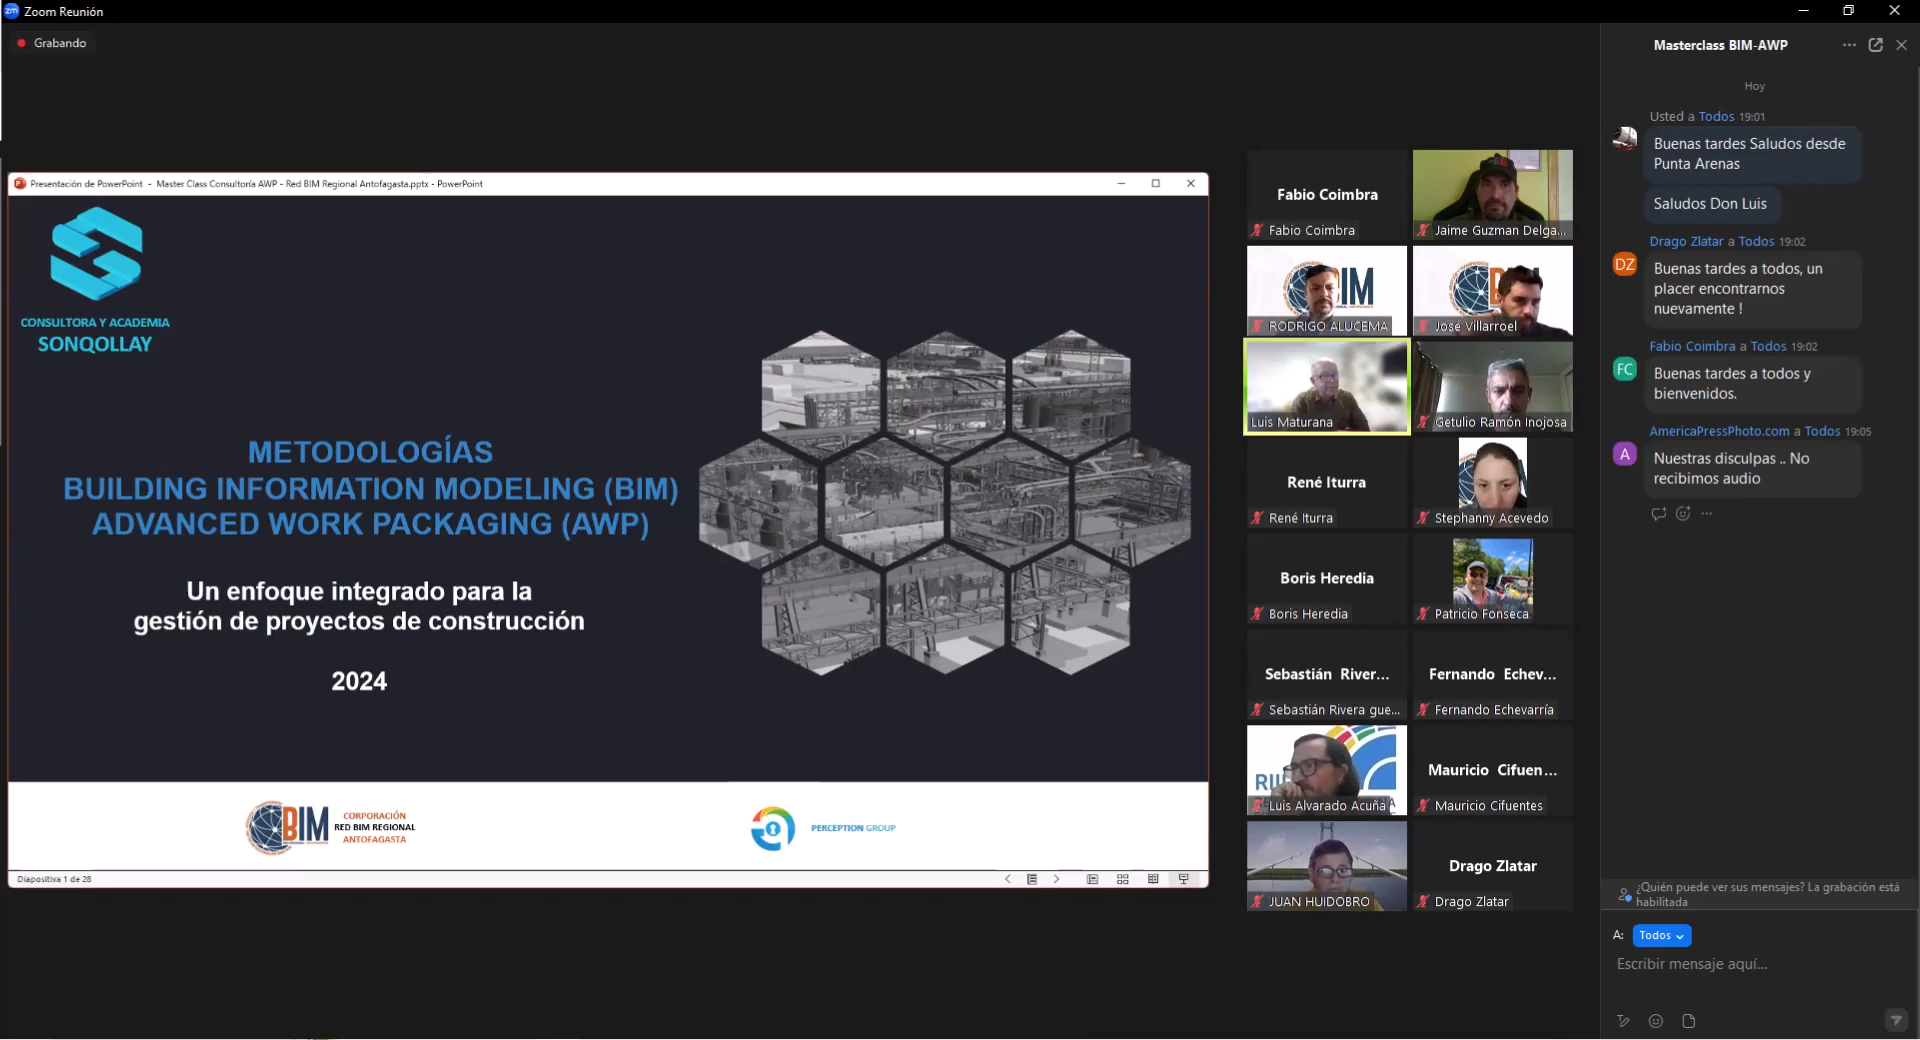 Zoom Reunión
Grabando
Presentación de PowerPoint - Master Class Consultoría AWP - Red BIM Regional Antofagasta.pptx - PowerPoint
CONSULTORA Y ACADEMIA
SONQOLLAY
METODOLOGÍAS
BUILDING INFORMATION MODELING (BIM)
ADVANCED WORK PACKAGING (AWP)
Un enfoque integrado para la
gestión de proyectos de construcción
2024
BIM
CORPORACIÓN
RED BIM REGIONAL
ANTOFAGASTA
PERCEPTION GROUP
Diapositiva 1 de 28
Fabio Coimbra
Fabio Coimbra
Jaime Guzman Delga...
RODRIGO ALUCEMA
José Villarroel
Luis Maturana
Getulio Ramón Inojosa
René Iturra
René Iturra
Stephanny Acevedo
Boris Heredia
Boris Heredia
Patricio Fonseca
Sebastián River...
Sebastián Rivera gue...
Fernando Echev...
Fernando Echevarría
Luis Alvarado Acuña
Mauricio Cifuen...
Mauricio Cifuentes
JUAN HUIDOBRO
Drago Zlatar
Drago Zlatar
Masterclass BIM-AWP
Hoy
Usted a Todos 19:01
Buenas tardes Saludos desde
Punta Arenas
Saludos Don Luis
Drago Zlatar a Todos 19:02
DZ
Buenas tardes a todos, un
placer encontrarnos
nuevamente !
Fabio Coimbra a Todos 19:02
FC
Buenas tardes a todos y
bienvenidos.
AmericaPressPhoto.com a Todos 19:05
A
Nuestras disculpas .. No
recibimos audio
¿Quién puede ver sus mensajes? La grabación está
habilitada
A: Todos
Escribir mensaje aquí...